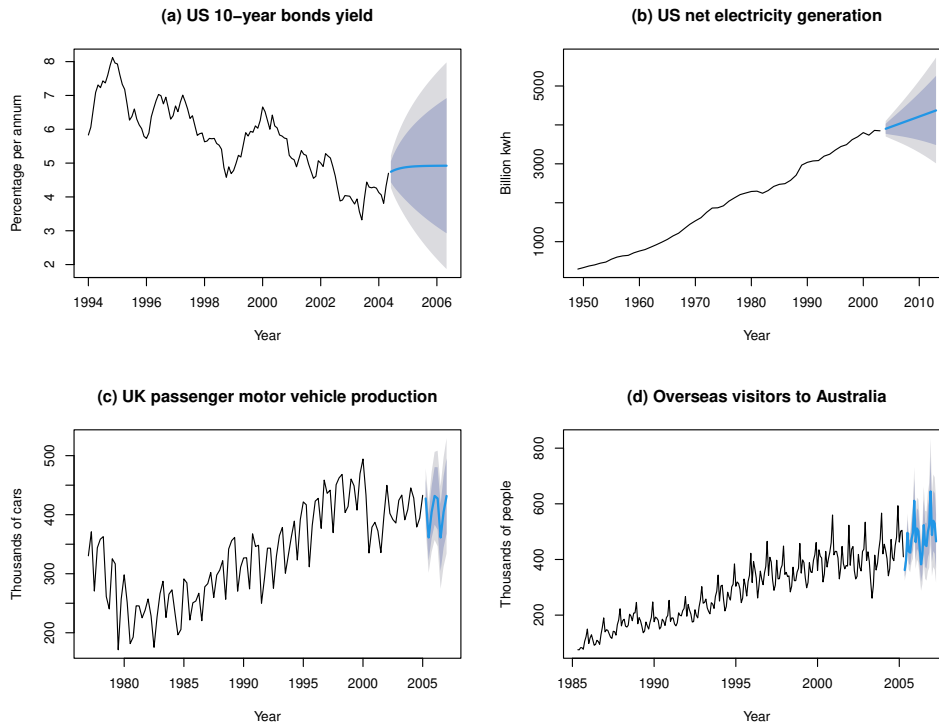 (a) US 10−year bonds yield
Percentage per annum
2 3 4 5 6 7 8
1994 1996 1998 2000 2002 2004 2006
Year
(b) US net electricity generation
Billion kwh
1000 3000 5000
1950 1960 1970 1980 1990 2000 2010
Year
(c) UK passenger motor vehicle production
Thousands of cars
200 300 400 500
1980 1985 1990 1995 2000 2005
Year
(d) Overseas visitors to Australia
Thousands of people
200 400 600 800
1985 1990 1995 2000 2005
Year